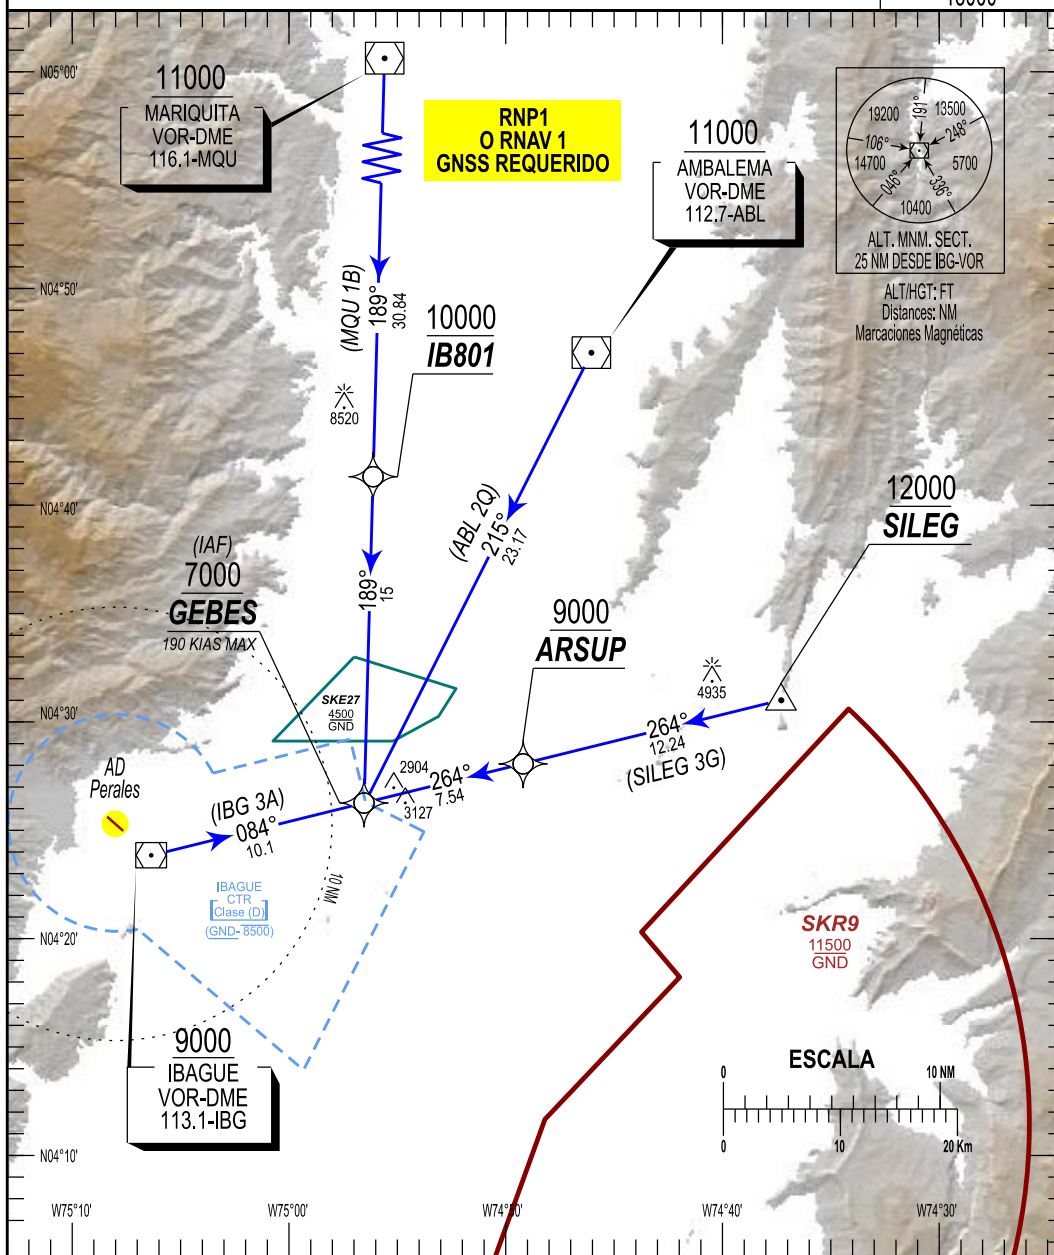 10000
N05°00'
11000
MARIQUITA
VOR-DME
116.1-MQU
RNP1
O RNAV 1
GNSS REQUERIDO
11000
AMBALEMA
VOR-DME
112.7-ABL
19200
191°
13500
106°
248°
14700
5700
046°
336°
10400
ALT. MNM. SECT.
25 NM DESDE IBG-VOR
ALT/HGT: FT
Distances: NM
Marcaciones Magnéticas
N04°50'
(MQU 1B)
189°
30.84
10000
IB801
8520
N04°40'
(ABL 2Q)
215°
23.17
12000
SILEG
(IAF)
7000
GEBES
190 KIAS MAX
189°
15
9000
ARSUP
4935
SKE27
4500
GND
N04°30'
264°
12.24
(SILEG 3G)
AD
Perales
2904
3127
264°
7.54
(IBG 3A)
084°
10.1
10 NM
IBAGUE
CTR
Clase (D)
(GND- 8500)
N04°20'
SKR9
11500
GND
9000
IBAGUE
VOR-DME
113.1-IBG
ESCALA
0
10 NM
0
10
20 Km
N04°10'
W75°10'
W75°00'
W74°50'
W74°40'
W74°30'